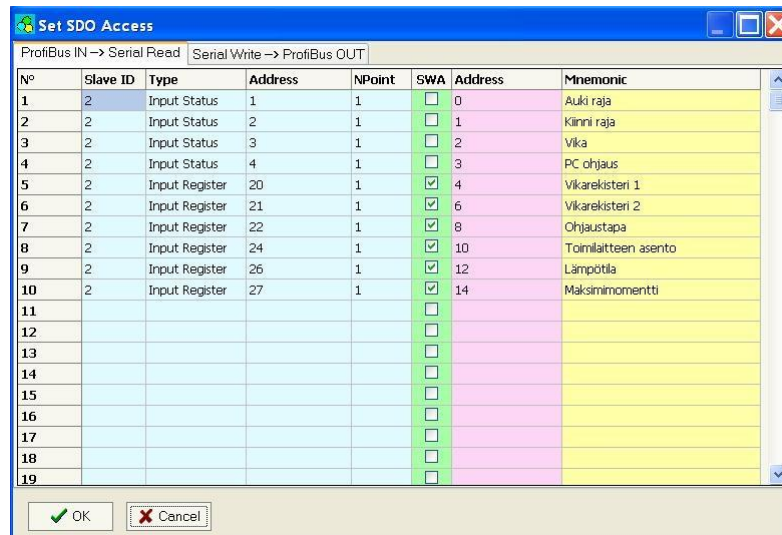 Set SDO Access
ProfiBus IN --> Serial Read Serial Write --> ProfiBus OUT
N° Slave ID Type Address NPoint SWA Address Mnemonic
1 2 Input Status 1 1 0 Auki raja
2 2 Input Status 2 1 1 Kiinni raja
3 2 Input Status 3 1 2 Vika
4 2 Input Status 4 1 3 PC ohjaus
5 2 Input Register 20 1 4 Vikarekisteri 1
6 2 Input Register 21 1 6 Vikarekisteri 2
7 2 Input Register 22 1 8 Ohjaustapa
8 2 Input Register 24 1 10 Toimilaitteen asento
9 2 Input Register 26 1 12 Lämpötila
10 2 Input Register 27 1 14 Maksimimomentti
11
12
13
14
15
16
17
18
19
OK Cancel